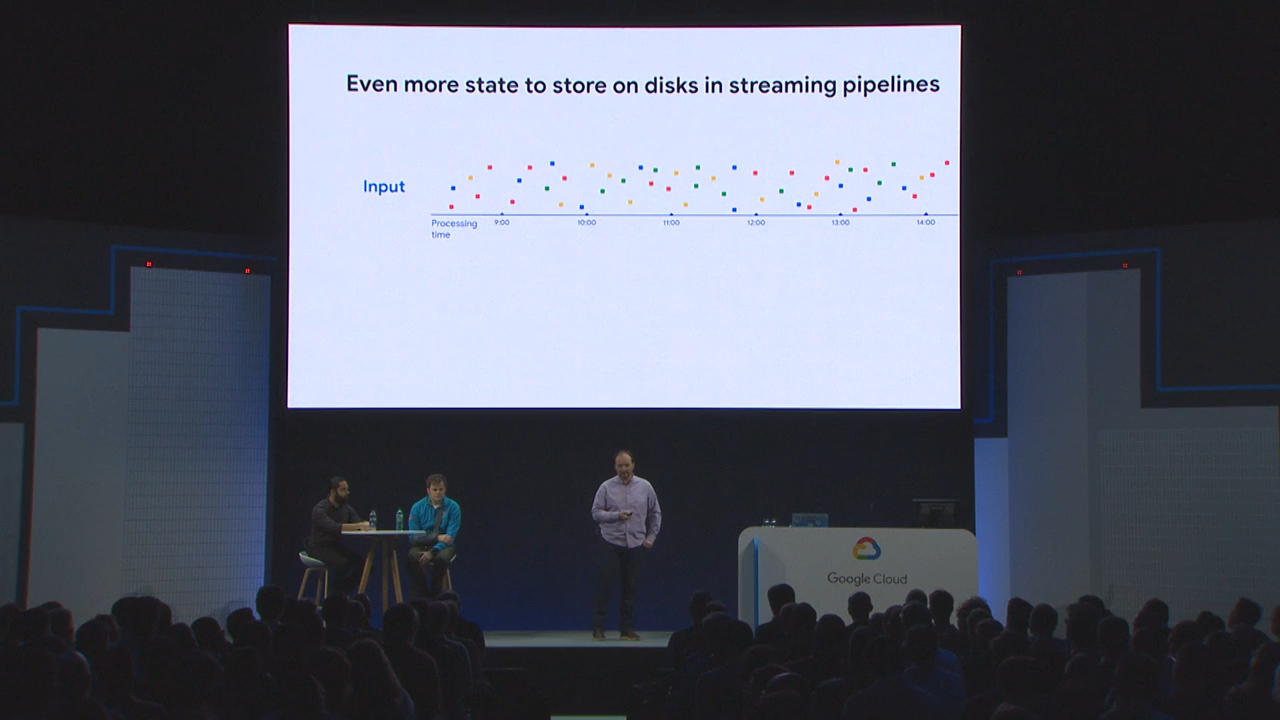 Even more state to store on disks in streaming pipelines
Input
Processing
time
9:00
10:00
11:00
12:00
13:00
14:00
Google Cloud